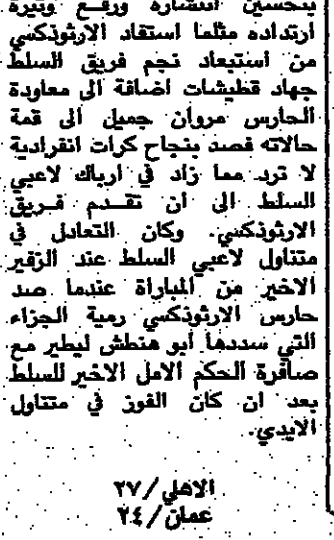 بتحسين انتشاره ورفع وتيرة
ارتداده مثلما استفاد الارثوذكسي
من استبعاد نجم فريق السلط
جهاد قطيشات اضافة الى معاودة
الحارس مروان جميل الى قمة
حالاته فصد بنجاح كرات انفرادية
لا ترد مما زاد في ارباك لاعبي
السلط الى ان تقدم فريق
الارثوذكسي. وكان التعادل في
متناول لاعبي السلط عند الزفير
الاخير من المباراة عندما صد
حارس الارثوذكسي رمية الجزاء
التي سددها أبو هنطش ليطير مع
صافرة الحكم الامل الاخير للسلط
بعد ان كان الفوز في متناول
الايدي.
الاهلي/٢٧
عمان/٢٤